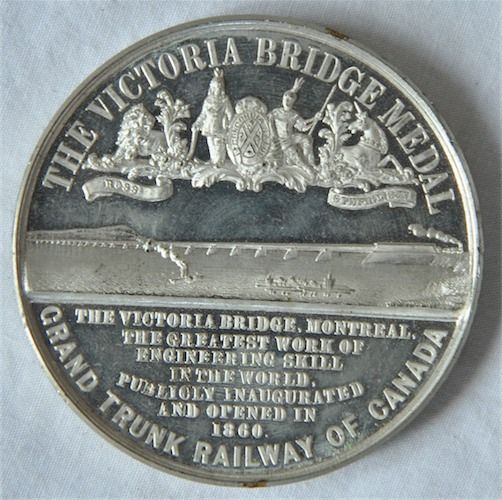 THE VICTORIA BRIDGE MEDAL
ROSS
STEPHENSON
THE VICTORIA BRIDGE, MONTREAL,
THE GREATEST WORK OF
ENGINEERING SKILL
IN THE WORLD,
PUBLICLY INAUGURATED
AND OPENED IN
1860.
GRAND TRUNK RAILWAY OF CANADA